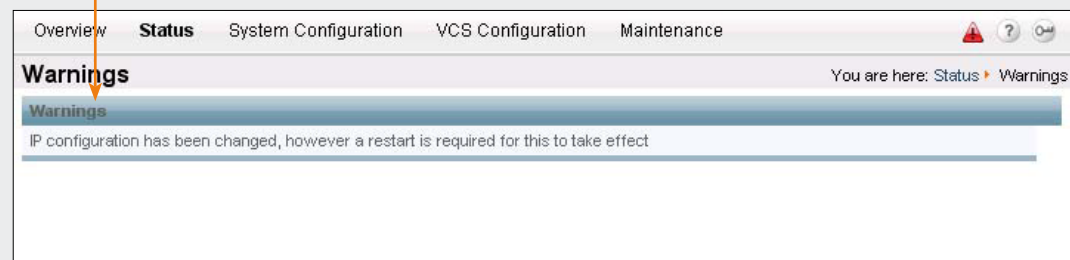 Overview Status System Configuration VCS Configuration Maintenance ?
Warnings You are here: Status Warnings
Warnings
IP configuration has been changed, however a restart is required for this to take effect